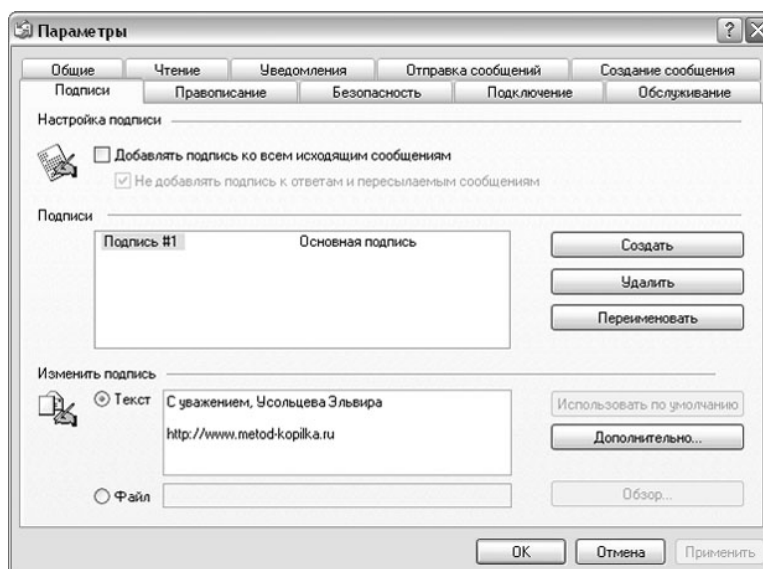 Параметры
Общие Чтение Уведомления Отправка сообщений Создание сообщения
Подписи Правописание Безопасность Подключение Обслуживание
Настройка подписи
Добавлять подпись ко всем исходящим сообщениям
Не добавлять подпись к ответам и пересылаемым сообщениям
Подписи
Подпись #1 Основная подпись
Создать
Удалить
Переименовать
Изменить подпись
Текст
С уважением, Усольцева Эльвира
http://www.metod-kopilka.ru
Использовать по умолчанию
Дополнительно...
Файл
Обзор...
OK Отмена Применить